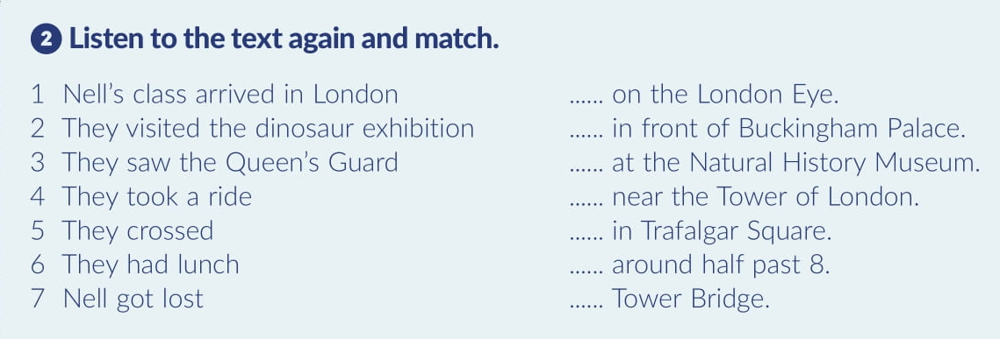 2 Listen to the text again and match.
1 Nell's class arrived in London ...... on the London Eye.
2 They visited the dinosaur exhibition ...... in front of Buckingham Palace.
3 They saw the Queen's Guard ...... at the Natural History Museum.
4 They took a ride ...... near the Tower of London.
5 They crossed ...... in Trafalgar Square.
6 They had lunch ...... around half past 8.
7 Nell got lost ...... Tower Bridge.